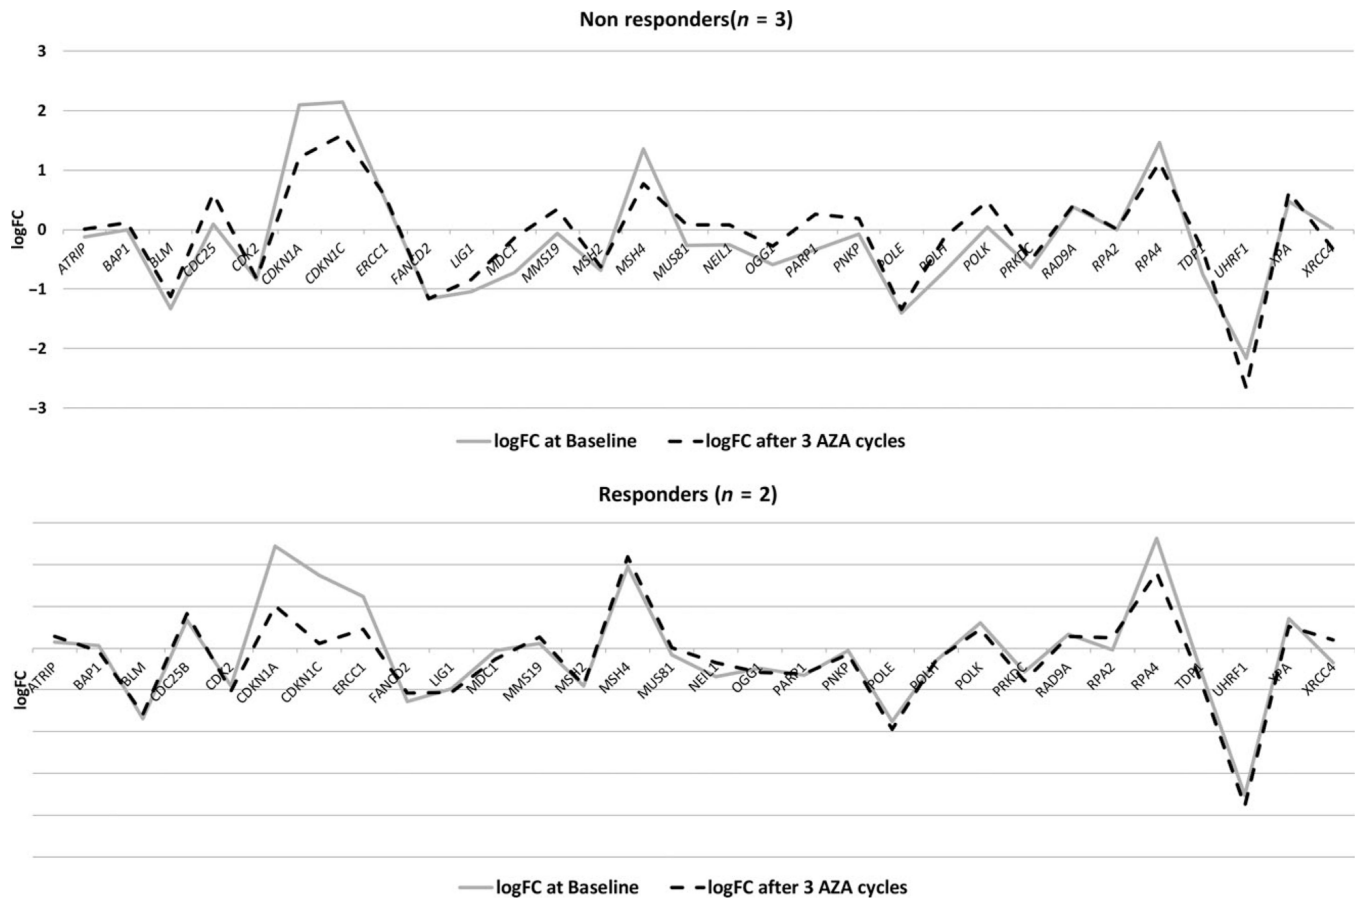 Non responders(n = 3)
3
2
1
0
−1
−2
−3
logFC
ATRIP BAP1 BLM CDC25 CDK2 CDKN1A CDKN1C ERCC1 FANCD2 LIG1 MDC1 MMS19 MSH2 MSH4 MUS81 NEIL1 OGG1 PARP1 PNKP POLE POLH POLK PRKDC RAD9A RPA2 RPA4 TDP1 UHRF1 XPA XRCC4
logFC at Baseline logFC after 3 AZA cycles
Responders (n = 2)
logFC
ATRIP BAP1 BLM CDC25B CDK2 CDKN1A CDKN1C ERCC1 FANCD2 LIG1 MDC1 MMS19 MSH2 MSH4 MUS81 NEIL1 OGG1 PARP1 PNKP POLE POLH POLK PRKDC RAD9A RPA2 RPA4 TDP1 UHRF1 XPA XRCC4
logFC at Baseline logFC after 3 AZA cycles